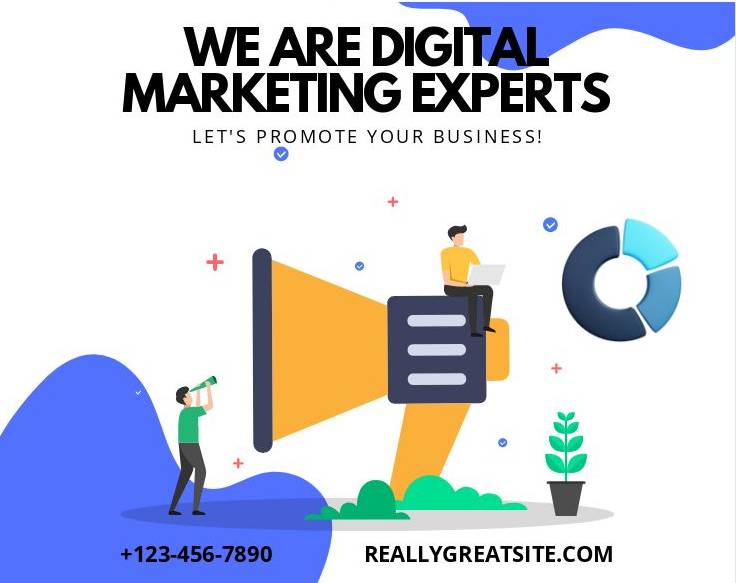 WE ARE DIGITAL
MARKETING EXPERTS
LET'S PROMOTE YOUR BUSINESS!
+123-456-7890
REALLYGREATSITE.COM